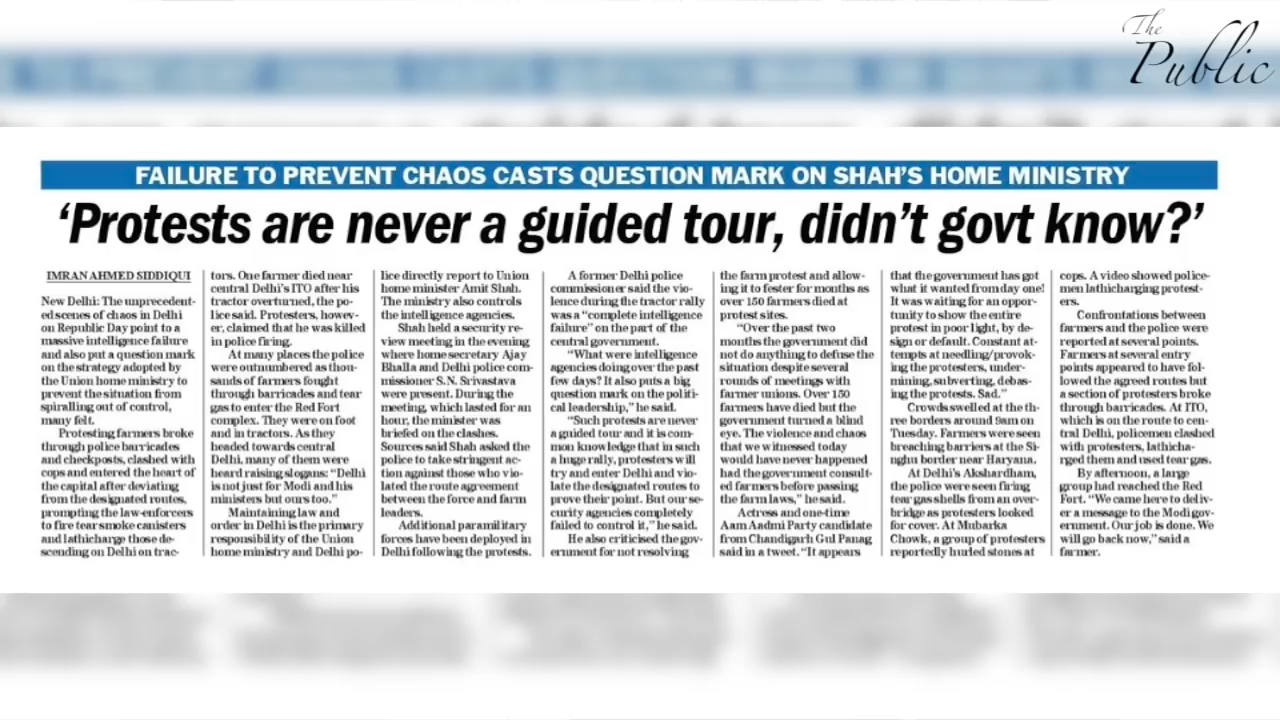 The
Public
FAILURE TO PREVENT CHAOS CASTS QUESTION MARK ON SHAH'S HOME MINISTRY
'Protests are never a guided tour, didn't govt know?'
IMRAN AHMED SIDDIQUI
New Delhi: The unprecedent-
ed scenes of chaos in Delhi
on Republic Day point to a
massive intelligence failure
and also put a question mark
on the strategy adopted by
the Union home ministry to
prevent the situation from
spiralling out of control,
many felt.
Protesting farmers broke
through police barricades
and checkposts, clashed with
cops and entered the heart of
the capital after deviating
from the designated routes,
prompting the law-enforcers
to fire tear smoke canisters
and lathicharge those de-
scending on Delhi on trac-
tors. One farmer died near
central Delhi's ITO after his
tractor overturned, the po-
lice said. Protesters, howev-
er, claimed that he was killed
in police firing.
At many places the police
were outnumbered as thou-
sands of farmers fought
through barricades and tear
gas to enter the Red Fort
complex. They were on foot
and in tractors. As they
headed towards central
Delhi, many of them were
heard raising slogans: "Delhi
is not just for Modi and his
ministers but ours too."
Maintaining law and
order in Delhi is the primary
responsibility of the Union
home ministry and Delhi po-
lice directly report to Union
home minister Amit Shah.
The ministry also controls
the intelligence agencies.
Shah held a security re-
view meeting in the evening
where home secretary Ajay
Bhalla and Delhi police com-
missioner S.N. Srivastava
were present. During the
meeting, which lasted for an
hour, the minister was
briefed on the clashes.
Sources said Shah asked the
police to take stringent ac-
tion against those who vio-
lated the route agreement
between the force and farm
leaders.
Additional paramilitary
forces have been deployed in
Delhi following the protests.
A former Delhi police
commissioner said the vio-
lence during the tractor rally
was a "complete intelligence
failure" on the part of the
central government.
"What were intelligence
agencies doing over the past
few days? It also puts a big
question mark on the politi-
cal leadership," he said.
"Such protests are never
a guided tour and it is com-
mon knowledge that in such
a huge rally, protesters will
try and enter Delhi and vio-
late the designated routes to
prove their point. But our se-
curity agencies completely
failed to control it," he said.
He also criticised the gov-
ernment for not resolving
the farm protest and allow-
ing it to fester for months as
over 150 farmers died at
protest sites.
"Over the past two
months the government did
not do anything to defuse the
situation despite several
rounds of meetings with
farmer unions. Over 150
farmers have died but the
government turned a blind
eye. The violence and chaos
that we witnessed today
would have never happened
had the government consult-
ed farmers before passing
the farm laws," he said.
Actress and one-time
Aam Aadmi Party candidate
from Chandigarh Gul Panag
said in a tweet. "It appears
that the government has got
what it wanted from day one!
It was waiting for an oppor-
tunity to show the entire
protest in poor light, by de-
sign or default. Constant at-
tempts at needling/provok-
ing the protesters, under-
mining, subverting, debas-
ing the protests. Sad."
Crowds swelled at the th-
ree borders around 9am on
Tuesday. Farmers were seen
breaching barriers at the Si-
nghu border near Haryana.
At Delhi's Akshardham,
the police were seen firing
tear gas shells from an over-
bridge as protesters looked
for cover. At Mubarka
Chowk, a group of protesters
reportedly hurled stones at
cops. A video showed police-
men lathicharging protest-
ers.
Confrontations between
farmers and the police were
reported at several points.
Farmers at several entry
points appeared to have fol-
lowed the agreed routes but
a section of protesters broke
through barricades. At ITO,
which is on the route to cen-
tral Delhi, policemen clashed
with protesters, lathicha-
rged them and used tear gas.
By afternoon, a large
group had reached the Red
Fort. "We came here to deliv-
er a message to the Modi gov-
ernment. Our job is done. We
will go back now," said a
farmer.